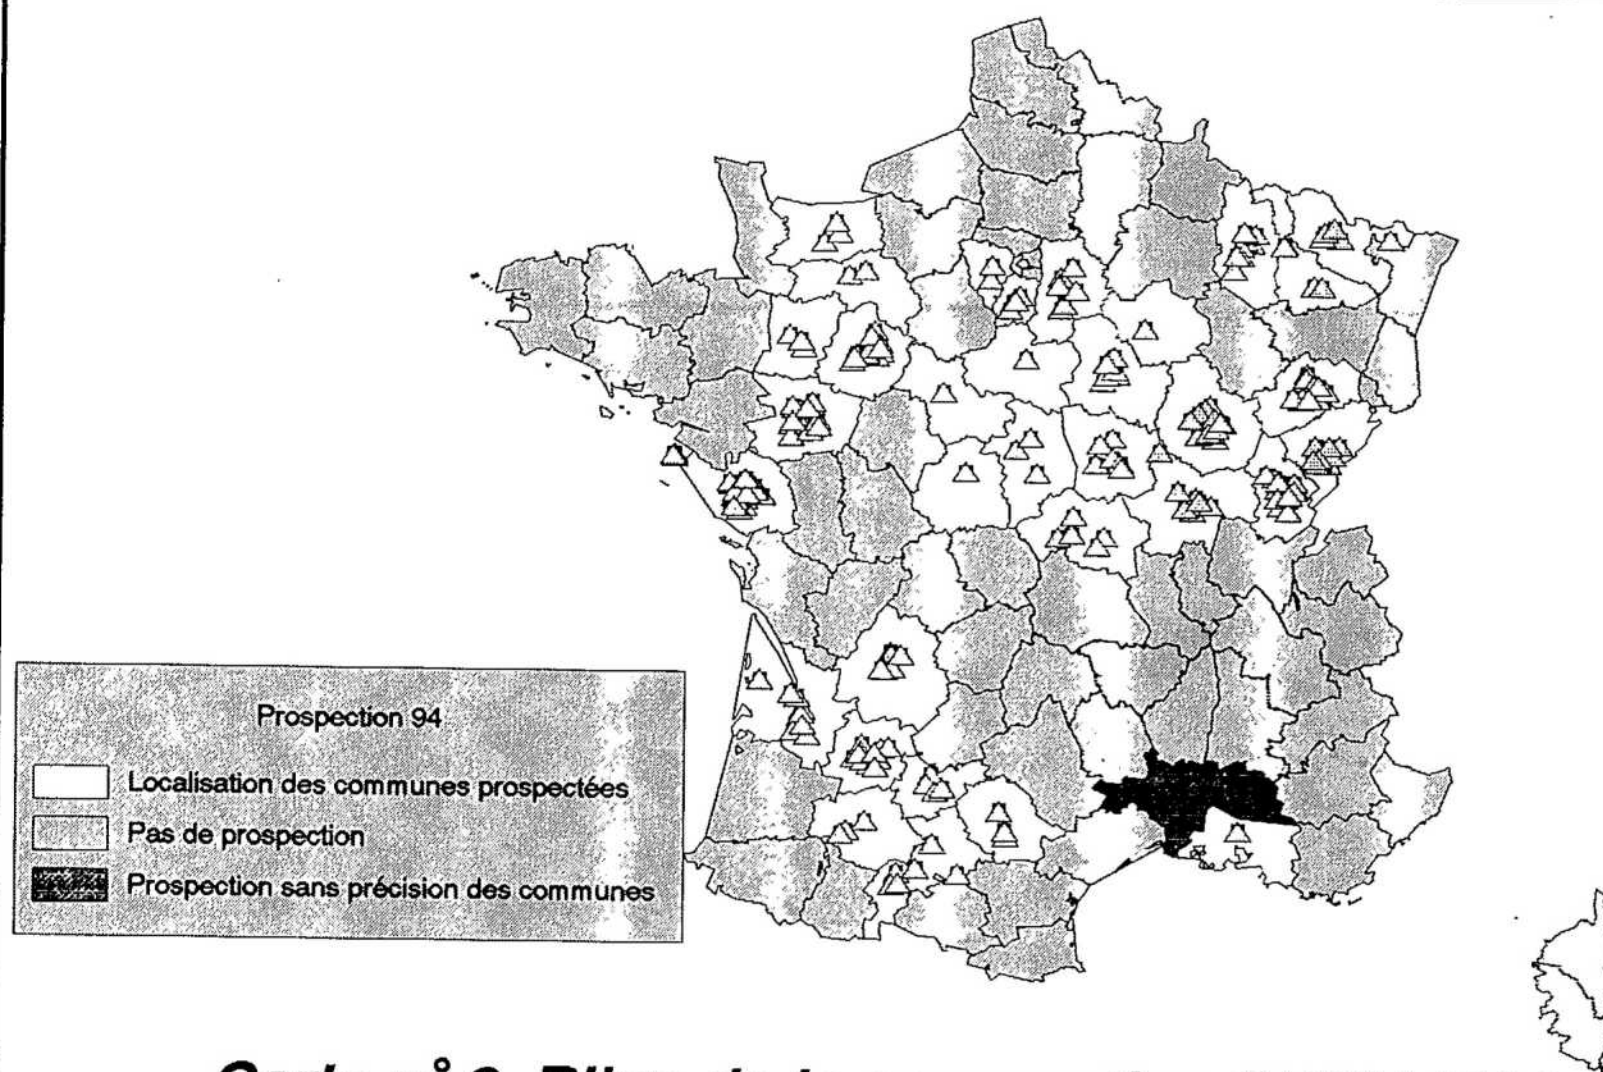 Prospection 94
Localisation des communes prospectées
Pas de prospection
Prospection sans précision des communes